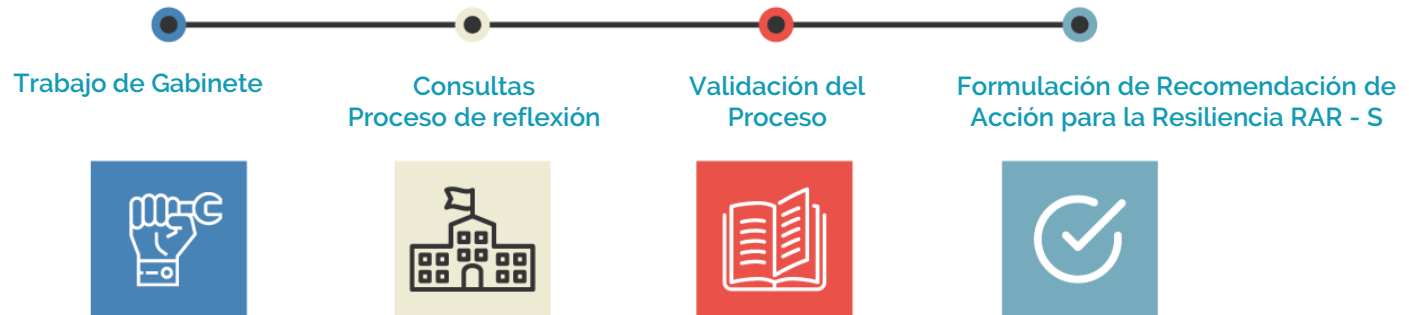 Trabajo de Gabinete
Consultas
Proceso de reflexión
Validación del
Proceso
Formulación de Recomendación de
Acción para la Resiliencia RAR - S